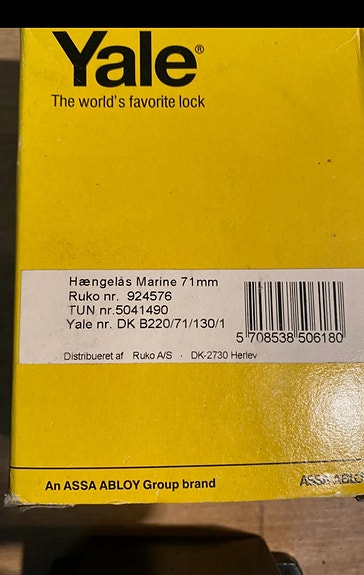 Yale®
The world's favorite lock
Hængelås Marine 71mm
Ruko nr. 924576
TUN nr.5041490
Yale nr. DK B220/71/130/1
5 708538 506180
Distribueret af Ruko A/S · DK-2730 Herlev
An ASSA ABLOY Group brand
ASSA ABLO